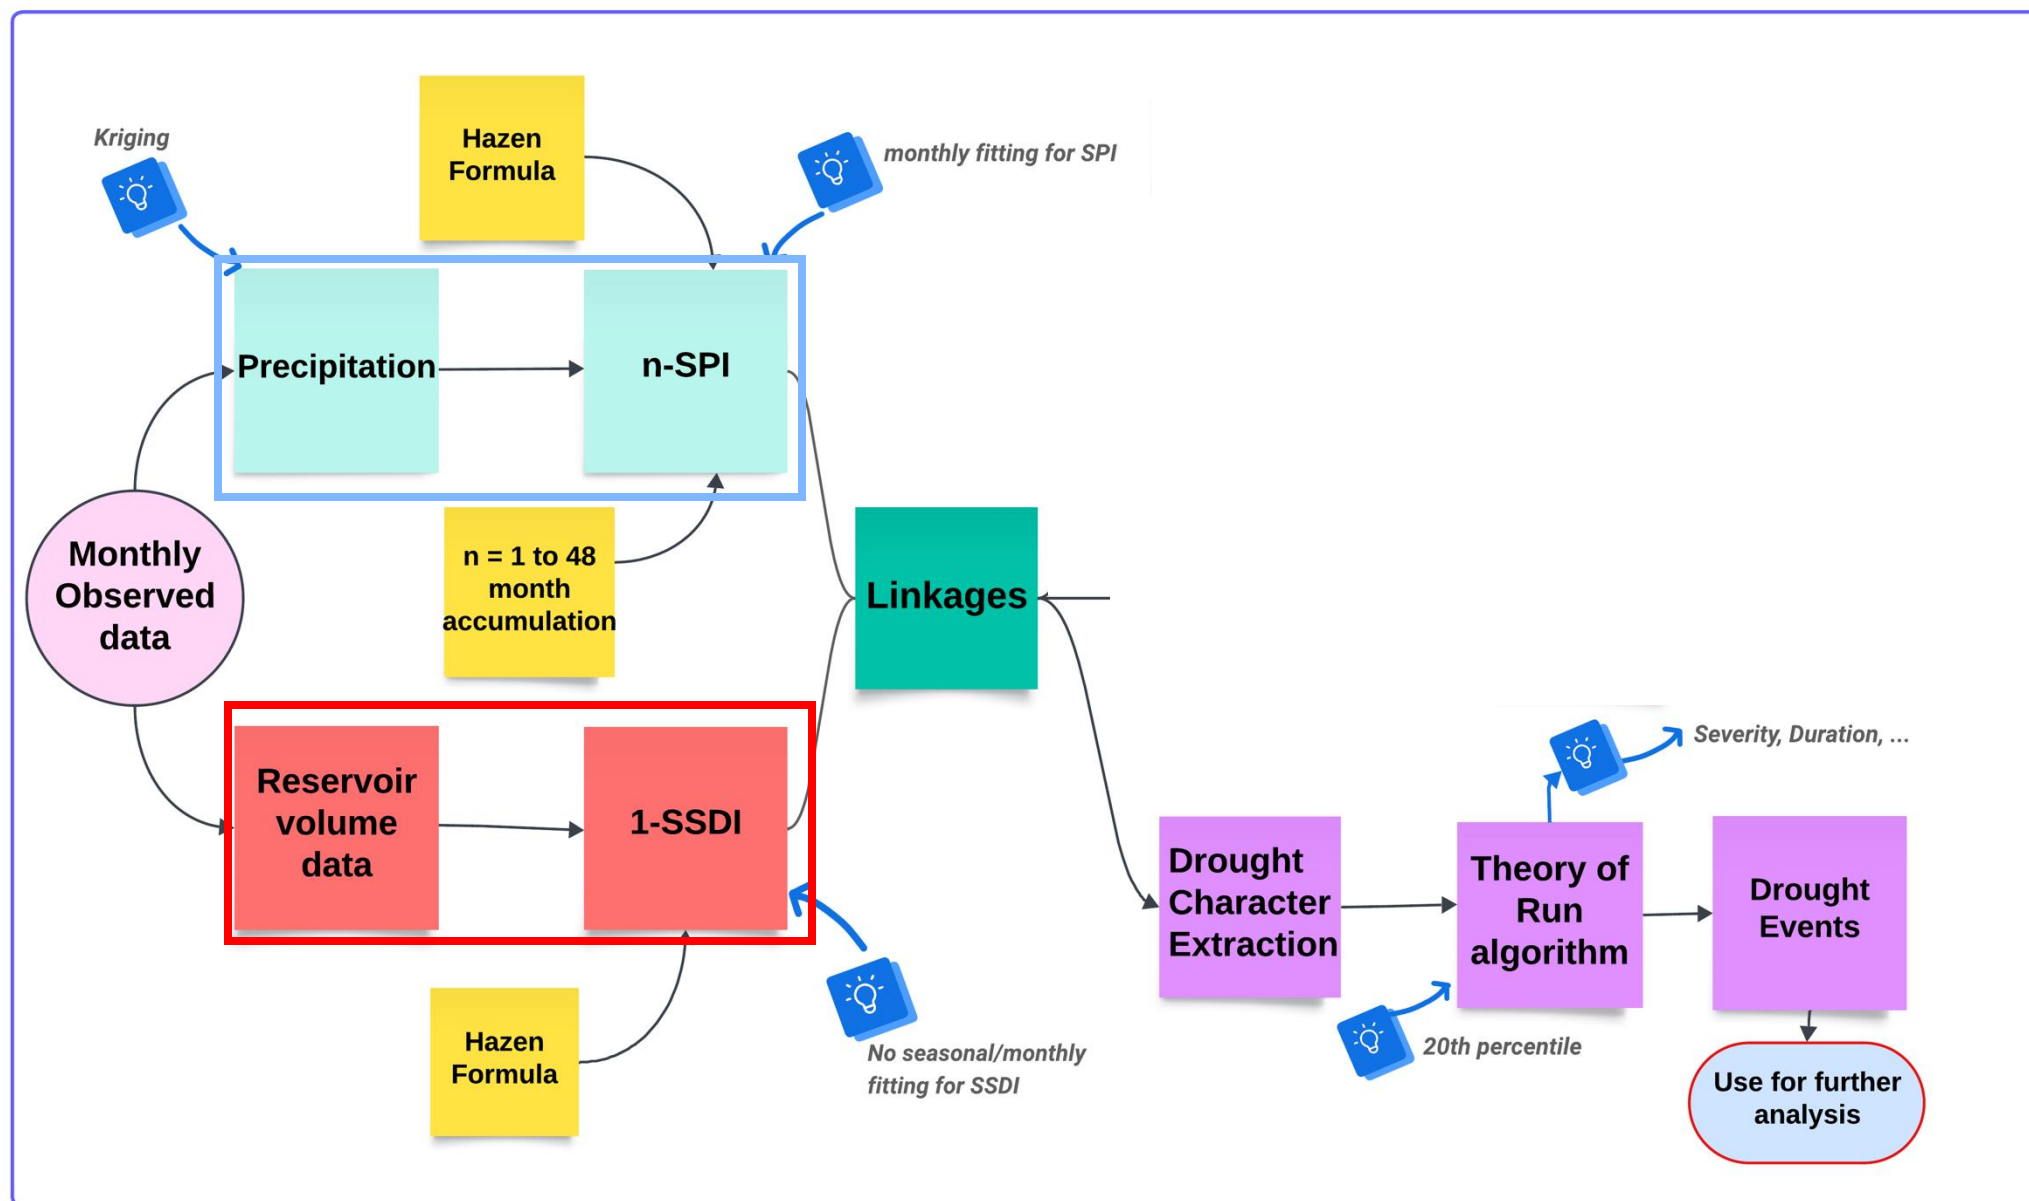 Kriging
Hazen
Formula
monthly fitting for SPI
Precipitation
n-SPI
Monthly
Observed
data
n = 1 to 48
month
accumulation
Linkages
Reservoir
volume
data
1-SSDI
Hazen
Formula
No seasonal/monthly
fitting for SSDI
Severity, Duration, ...
Drought
Character
Extraction
Theory of
Run
algorithm
Drought
Events
20th percentile
Use for further
analysis